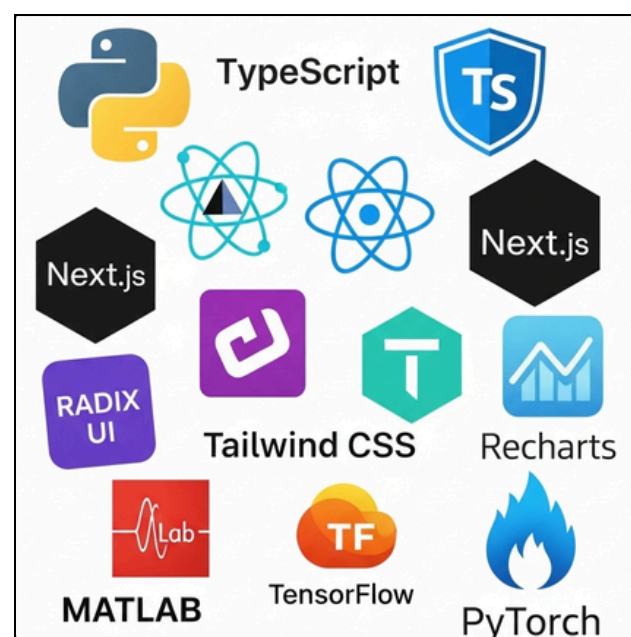 TypeScript
TS
Next.js
Next.js
T
RADIX
UI
Tailwind CSS
Recharts
Lab
TF
MATLAB
TensorFlow
PyTorch